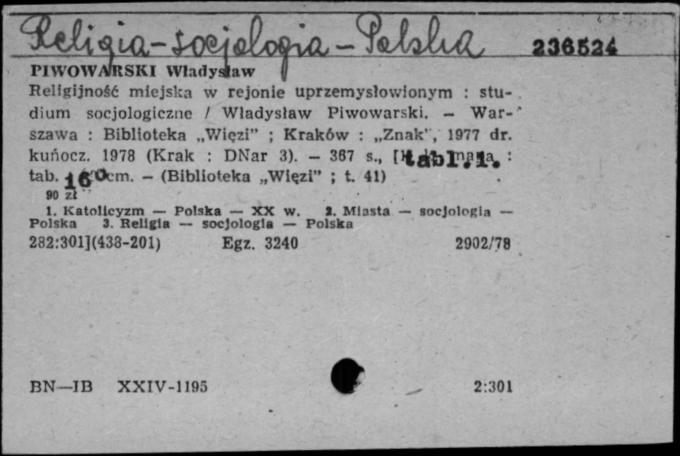 Religia-socjologia-Polska 236524
PIWOWARSKI Władysław
Religijność miejska w rejonie uprzemysłowionym : stu-
dium socjologiczne / Władysław Piwowarski. — War-
szawa : Biblioteka „Więzi" ; Kraków : „Znak", 1977 dr.
kuńocz. 1978 (Krak : DNar 3). — 367 s., tabl.1. :
tab. 16° cm. — (Biblioteka „Więzi" ; t. 41)
90 zł
1. Katolicyzm — Polska — XX w. 2. Miasta — socjologia —
Polska 3. Religia — socjologia — Polska
282:301](438-201) Egz. 3240 2902/78
BN—IB XXIV-1195 2:301